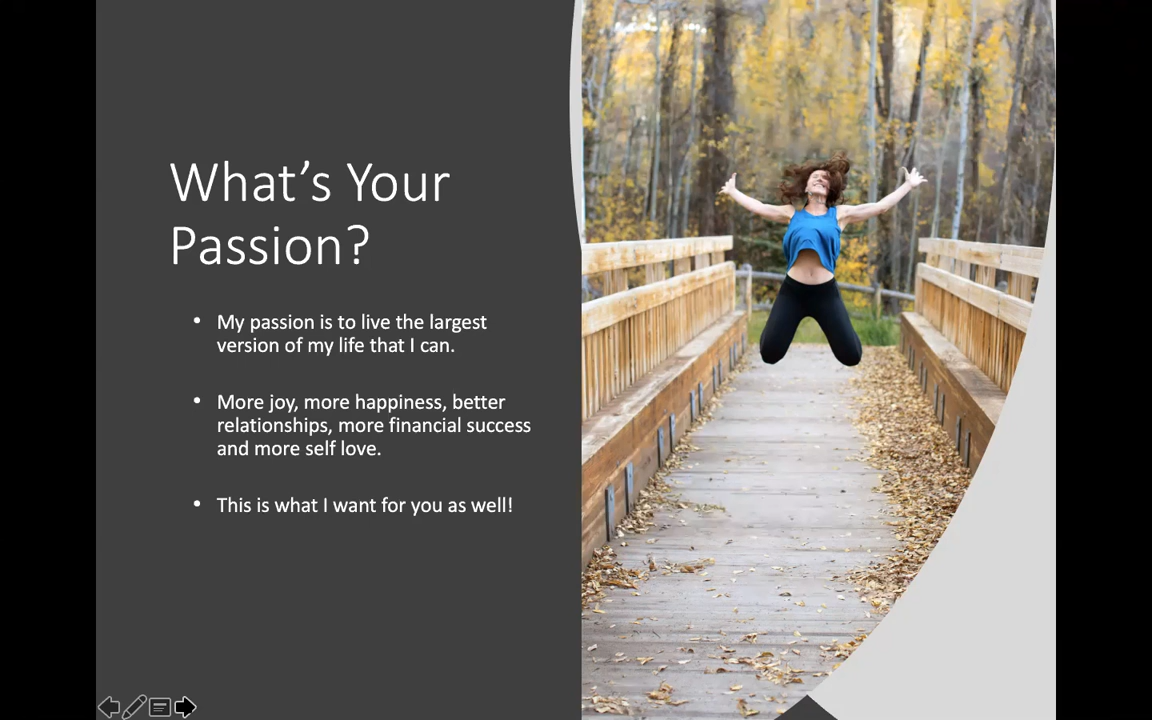 What’s Your
Passion?
• My passion is to live the largest
version of my life that I can.
• More joy, more happiness, better
relationships, more financial success
and more self love.
• This is what I want for you as well!